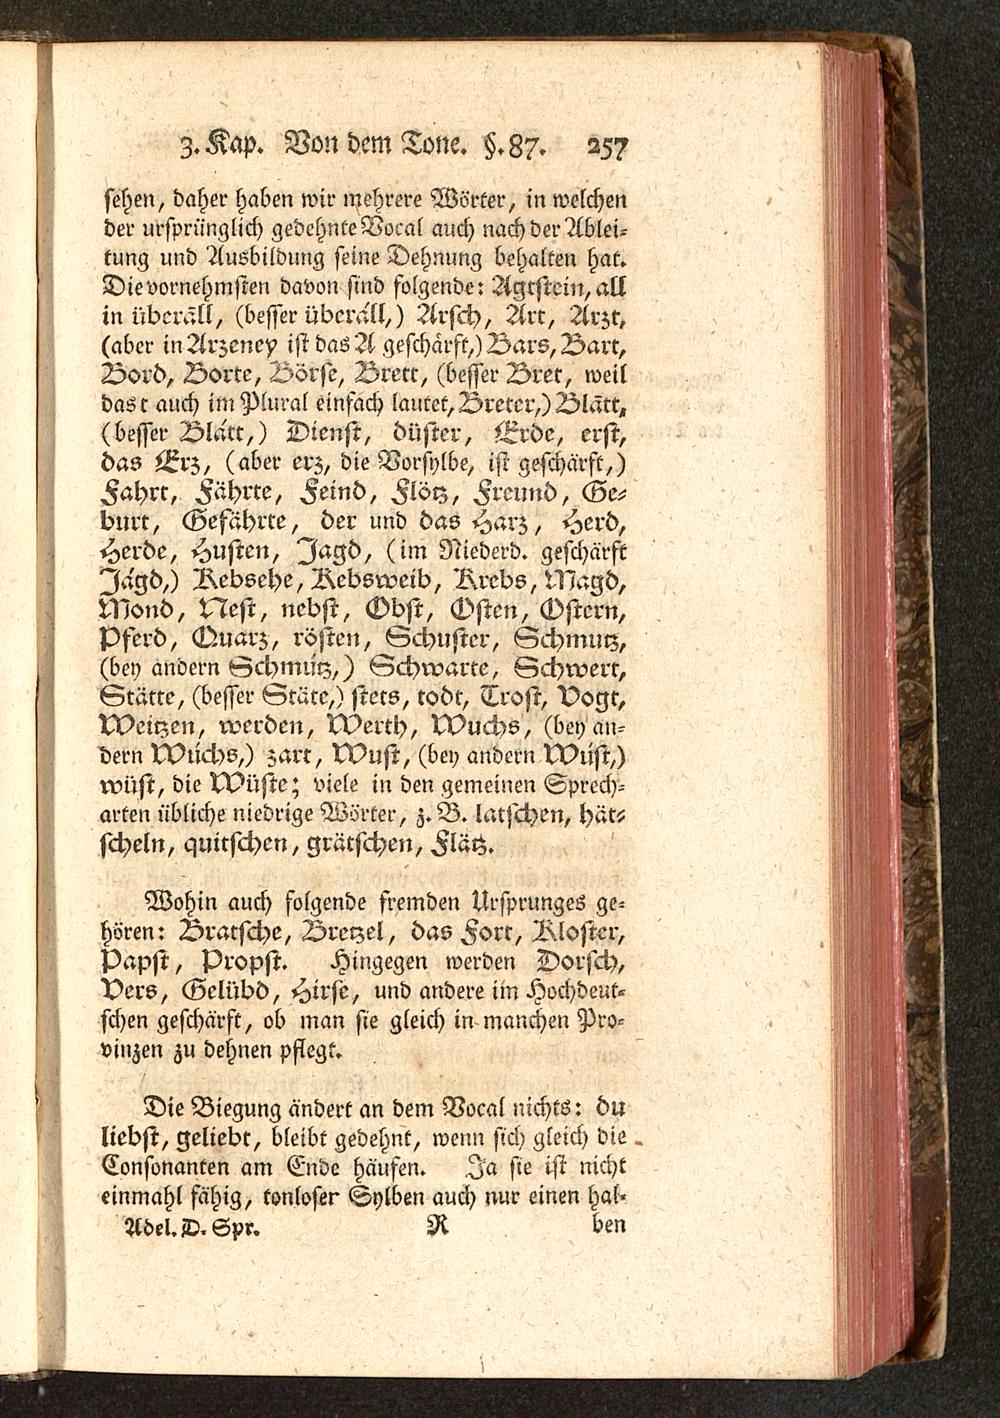 3. Kap. Von dem Tone. §. 87. 257
sehen, daher haben wir mehrere Wörter, in welchen
der ursprünglich gedehnte Vocal auch nach der Ablei-
tung und Ausbildung seine Dehnung behalten hat.
Die vornehmsten davon sind folgende: Agtstein, all
in überāll, (besser überáll,) Arsch, Art, Arzt,
(aber in Arzeney ist das A geschärft,) Bars, Bart,
Bord, Borte, Börse, Brett, (besser Bret, weil
das t auch im Plural einfach lautet, Breter,) Blātt,
(besser Blátt,) Dienst, düster, Erde, erst,
das Erz, (aber erz, die Vorsylbe, ist geschärft,)
Fahrt, Fährte, Feind, Flötz, Freund, Ge-
burt, Gefährte, der und das Harz, Herd,
Herde, Husten, Jagd, (im Niederd. geschärft
Jágd,) Kebsehe, Kebsweib, Krebs, Magd,
Mond, Nest, nebst, Obst, Osten, Ostern,
Pferd, Quarz, rösten, Schuster, Schmutz,
(bey andern Schmútz,) Schwarte, Schwert,
Stätte, (besser Stäte,) stets, todt, Trost, Vogt,
Weitzen, werden, Werth, Wuchs, (bey an-
dern Wúchs,) zart, Wust, (bey andern Wúst,)
wüst, die Wüste; viele in den gemeinen Sprech-
arten übliche niedrige Wörter, z. B. latschen, hät-
scheln, quitschen, grätschen, Flätz.
Wohin auch folgende fremden Ursprunges ge-
hören: Bratsche, Bretzel, das Fort, Kloster,
Papst, Propst. Hingegen werden Dorsch,
Vers, Gelübd, Hirse, und andere im Hochdeut-
schen geschärft, ob man sie gleich in manchen Pro-
vinzen zu dehnen pflegt.
Die Biegung ändert an dem Vocal nichts: du
liebst, geliebt, bleibt gedehnt, wenn sich gleich die
Consonanten am Ende häufen. Ja sie ist nicht
einmahl fähig, tonloser Sylben auch nur einen hal-
Adel. D. Spr. R ben